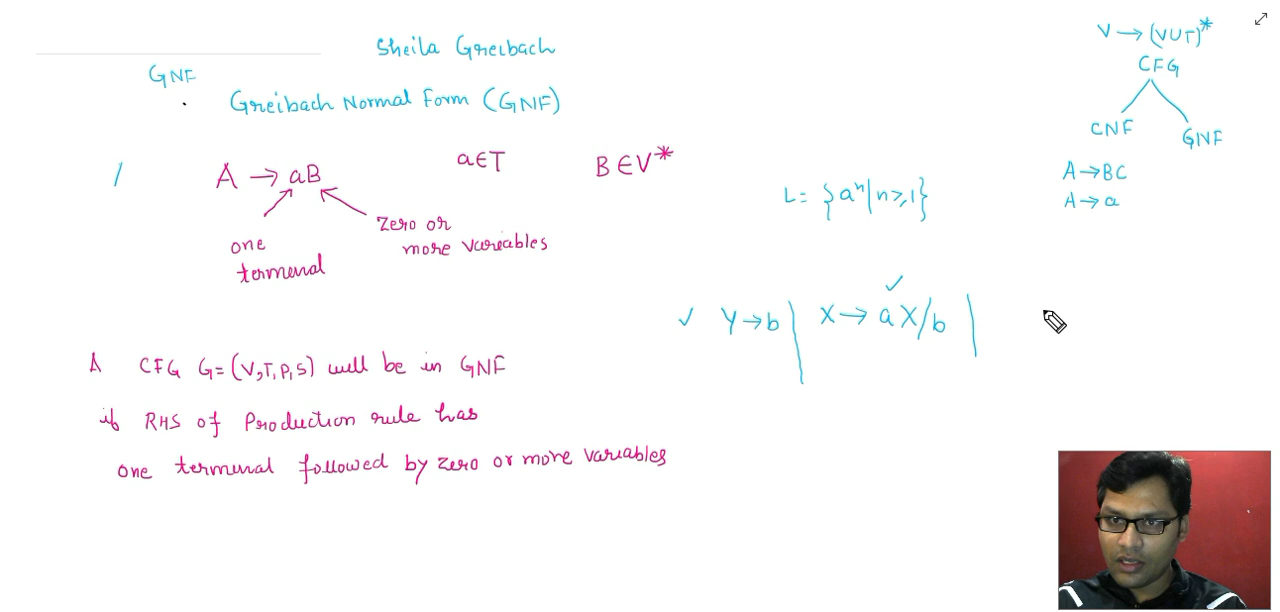 Sheila Greibach
GNF
Greibach Normal Form (GNF)
V → (VUT)*
CFG
CNF
GNF
A → BC
A → a
A → aB
a∈T
B∈V*
one
termenal
Zero or
more variables
L= {aⁿ|n≥1}
✓ Y→b | X→ aX/b |
✓
A CFG G=(V,T,P,S) will be in GNF
if RHS of Production rule has
one terminal followed by zero or more variables